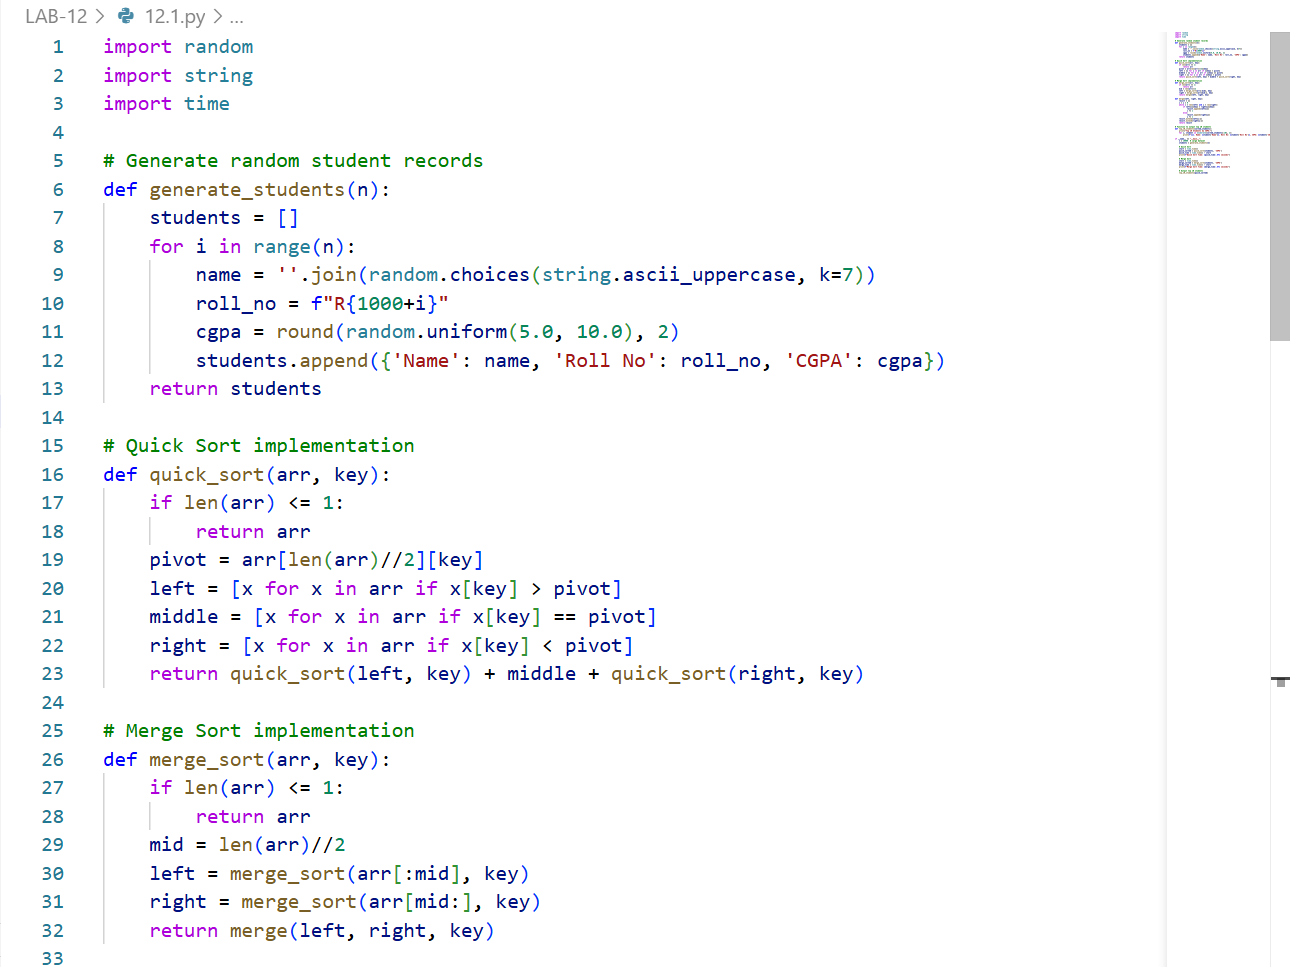 LAB-12 > 12.1.py > ...
1 import random
2 import string
3 import time
4
5 # Generate random student records
6 def generate_students(n):
7     students = []
8     for i in range(n):
9         name = ''.join(random.choices(string.ascii_uppercase, k=7))
10         roll_no = f"R{1000+i}"
11         cgpa = round(random.uniform(5.0, 10.0), 2)
12         students.append({'Name': name, 'Roll No': roll_no, 'CGPA': cgpa})
13     return students
14
15 # Quick Sort implementation
16 def quick_sort(arr, key):
17     if len(arr) <= 1:
18         return arr
19     pivot = arr[len(arr)//2][key]
20     left = [x for x in arr if x[key] > pivot]
21     middle = [x for x in arr if x[key] == pivot]
22     right = [x for x in arr if x[key] < pivot]
23     return quick_sort(left, key) + middle + quick_sort(right, key)
24
25 # Merge Sort implementation
26 def merge_sort(arr, key):
27     if len(arr) <= 1:
28         return arr
29     mid = len(arr)//2
30     left = merge_sort(arr[:mid], key)
31     right = merge_sort(arr[mid:], key)
32     return merge(left, right, key)
33